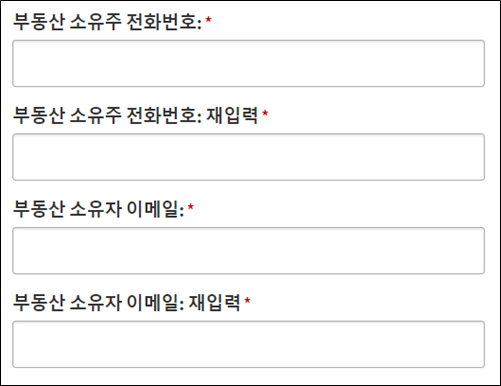 부동산 소유주 전화번호: *
부동산 소유주 전화번호: 재입력 *
부동산 소유자 이메일: *
부동산 소유자 이메일: 재입력 *